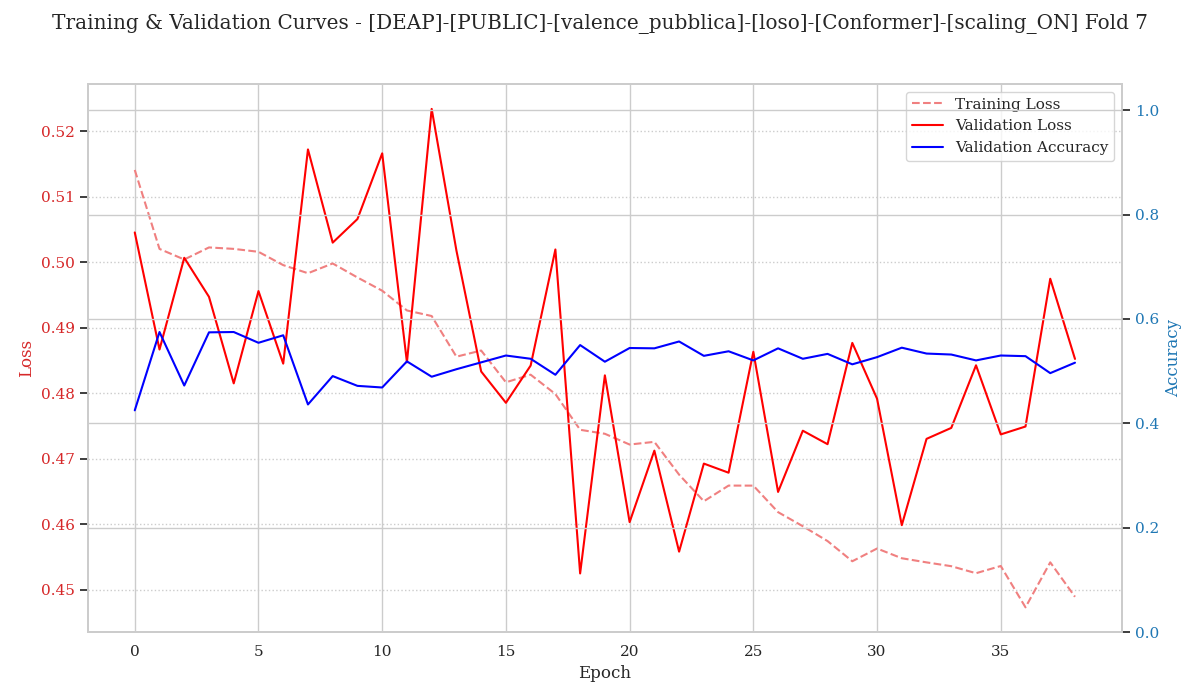 Training & Validation Curves - [DEAP]-[PUBLIC]-[valence_pubblica]-[loso]-[Conformer]-[scaling_ON] Fold 7
Training Loss
Validation Loss
Validation Accuracy
0.52
0.51
0.50
0.49
0.48
0.47
0.46
0.45
Loss
1.0
0.8
0.6
0.4
0.2
0.0
Accuracy
0 5 10 15 20 25 30 35
Epoch